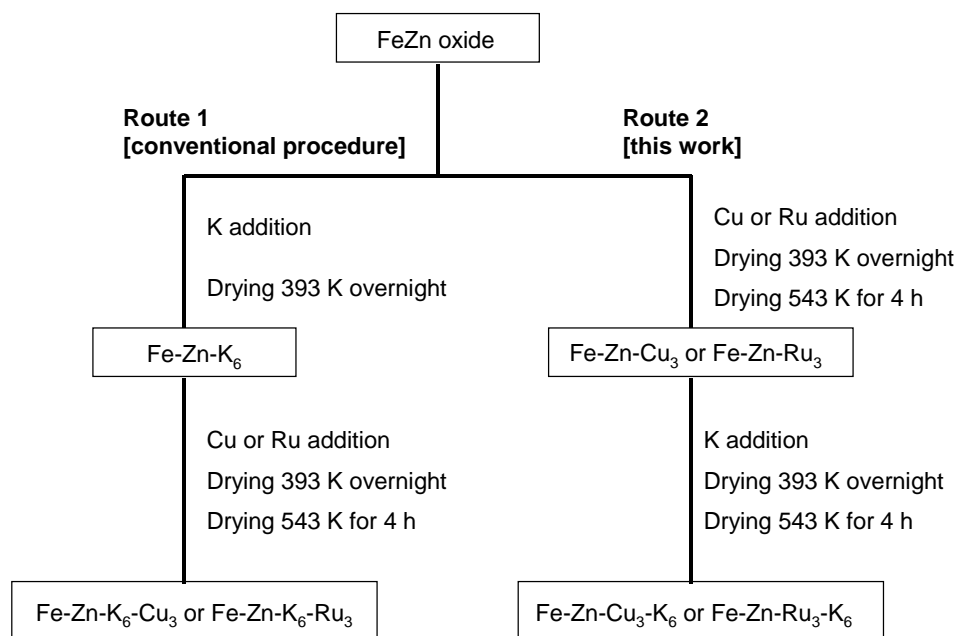 FeZn oxide
Route 1
[conventional procedure]
Route 2
[this work]
K addition
Drying 393 K overnight
Cu or Ru addition
Drying 393 K overnight
Drying 543 K for 4 h
Fe-Zn-K₆
Fe-Zn-Cu₃ or Fe-Zn-Ru₃
Cu or Ru addition
Drying 393 K overnight
Drying 543 K for 4 h
K addition
Drying 393 K overnight
Drying 543 K for 4 h
Fe-Zn-K₆-Cu₃ or Fe-Zn-K₆-Ru₃
Fe-Zn-Cu₃-K₆ or Fe-Zn-Ru₃-K₆